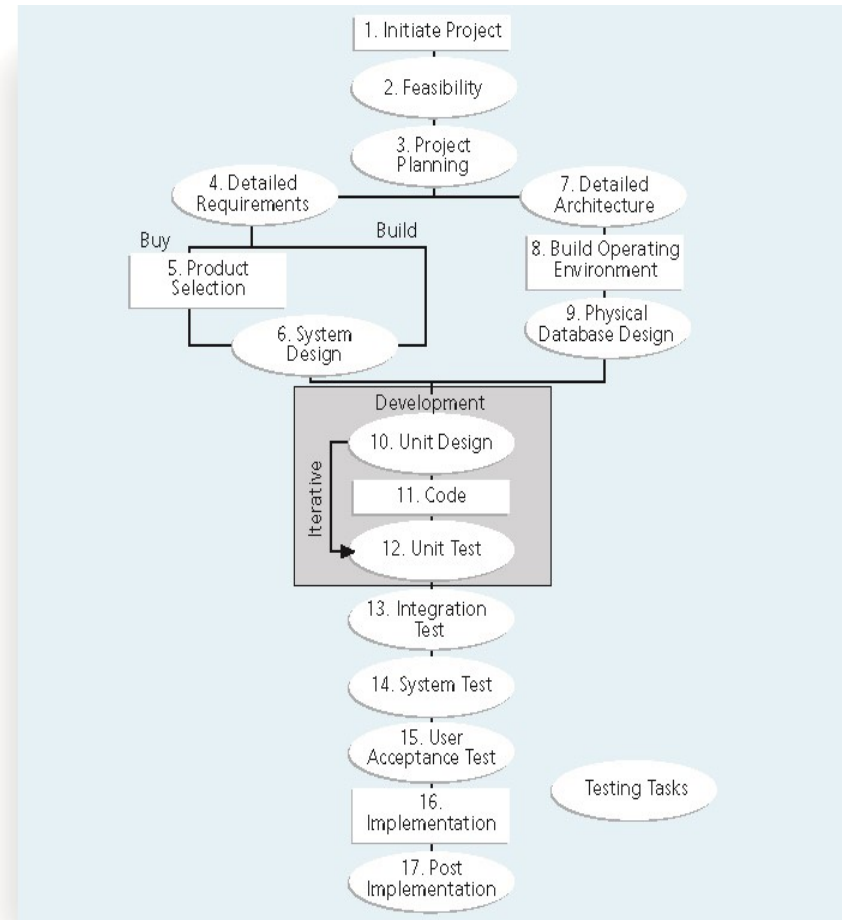 1. Initiate Project
2. Feasibility
3. Project
Planning
4. Detailed
Requirements
7. Detailed
Architecture
Buy
Build
5. Product
Selection
8. Build Operating
Environment
6. System
Design
9. Physical
Database Design
Development
10. Unit Design
Iterative
11. Code
12. Unit Test
13. Integration
Test
14. System Test
15. User
Acceptance Test
Testing Tasks
16.
Implementation
17. Post
Implementation